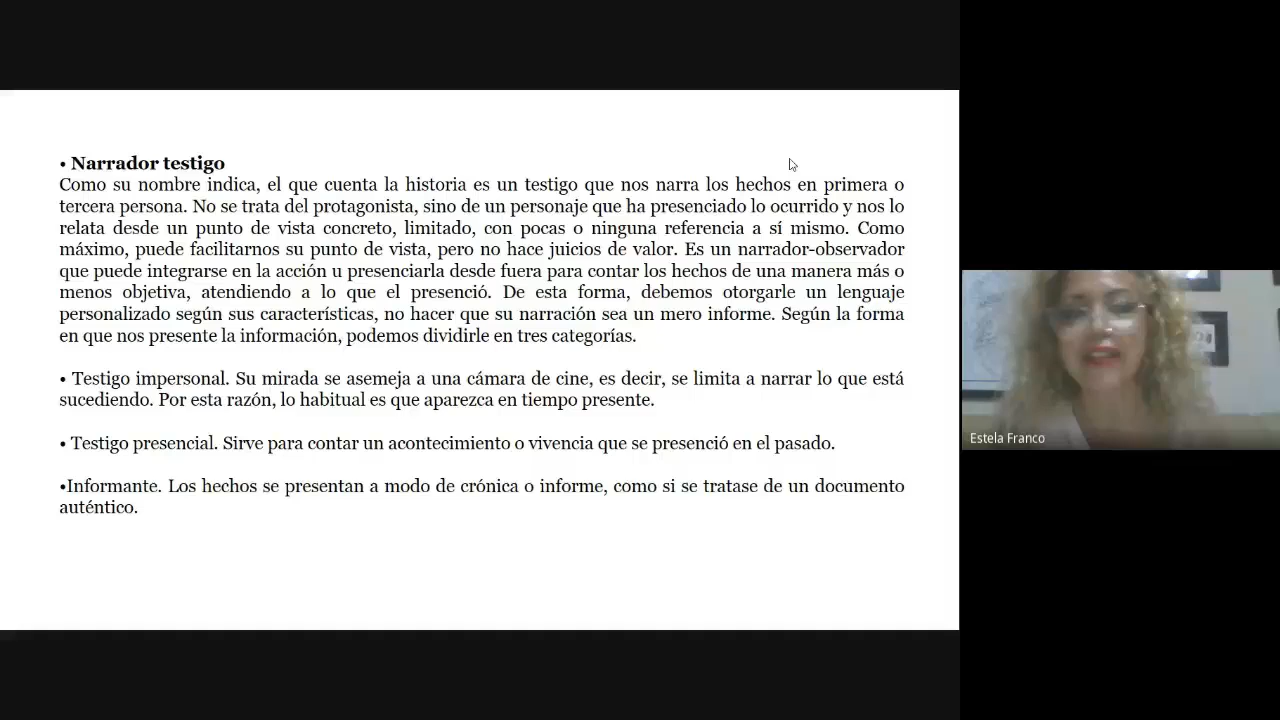 • Narrador testigo
Como su nombre indica, el que cuenta la historia es un testigo que nos narra los hechos en primera o
tercera persona. No se trata del protagonista, sino de un personaje que ha presenciado lo ocurrido y nos lo
relata desde un punto de vista concreto, limitado, con pocas o ninguna referencia a sí mismo. Como
máximo, puede facilitarnos su punto de vista, pero no hace juicios de valor. Es un narrador-observador
que puede integrarse en la acción u presenciarla desde fuera para contar los hechos de una manera más o
menos objetiva, atendiendo a lo que el presenció. De esta forma, debemos otorgarle un lenguaje
personalizado según sus características, no hacer que su narración sea un mero informe. Según la forma
en que nos presente la información, podemos dividirle en tres categorías.
• Testigo impersonal. Su mirada se asemeja a una cámara de cine, es decir, se limita a narrar lo que está
sucediendo. Por esta razón, lo habitual es que aparezca en tiempo presente.
• Testigo presencial. Sirve para contar un acontecimiento o vivencia que se presenció en el pasado.
•Informante. Los hechos se presentan a modo de crónica o informe, como si se tratase de un documento
auténtico.
Estela Franco